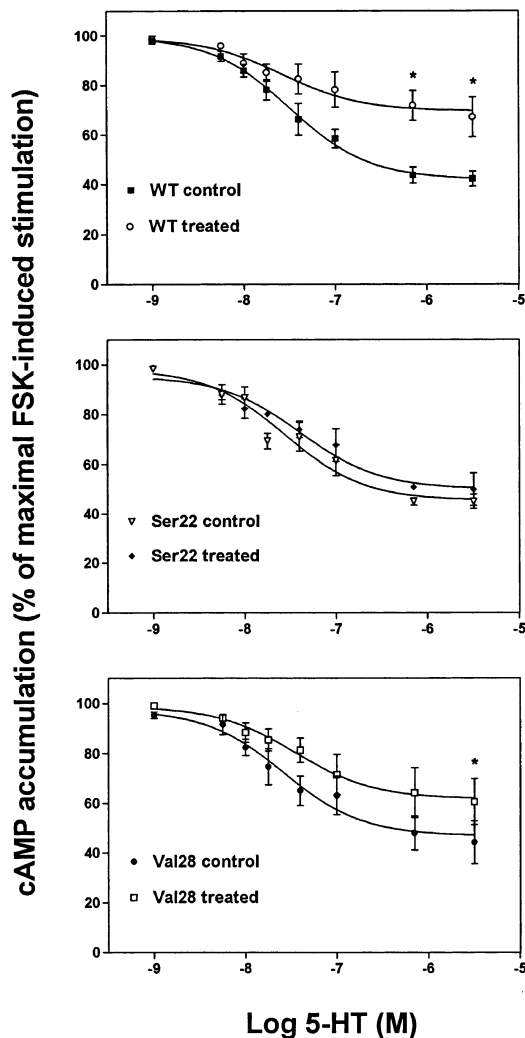 cAMP accumulation (% of maximal FSK-induced stimulation)
100
80
60
40
20
0
* *
WT control
WT treated
-9 -8 -7 -6 -5
100
80
60
40
20
0
Ser22 control
Ser22 treated
-9 -8 -7 -6 -5
100
80
60
40
20
0
*
Val28 control
Val28 treated
-9 -8 -7 -6 -5
Log 5-HT (M)